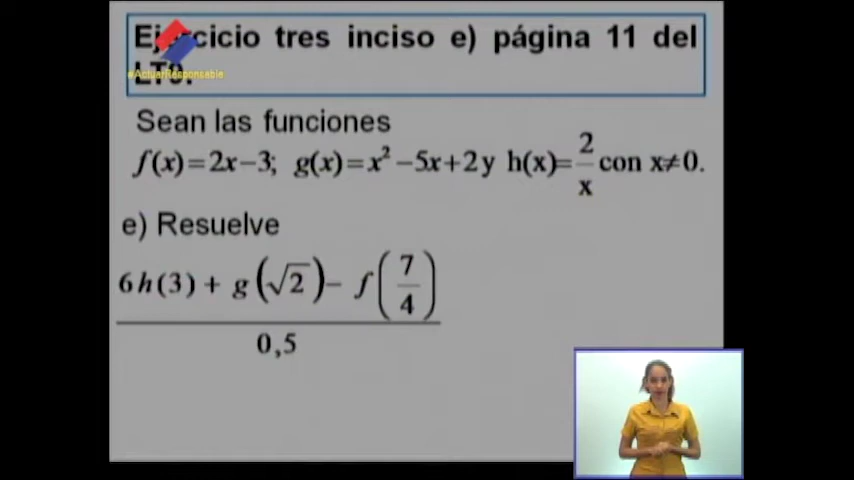 Ejercicio tres inciso e) página 11 del
LT9.
#ActuarResponsable
Sean las funciones
f(x)=2x−3; g(x)=x²−5x+2 y h(x)=2/x con x≠0.
e) Resuelve
6h(3) + g(√2)− f(7/4)
0,5